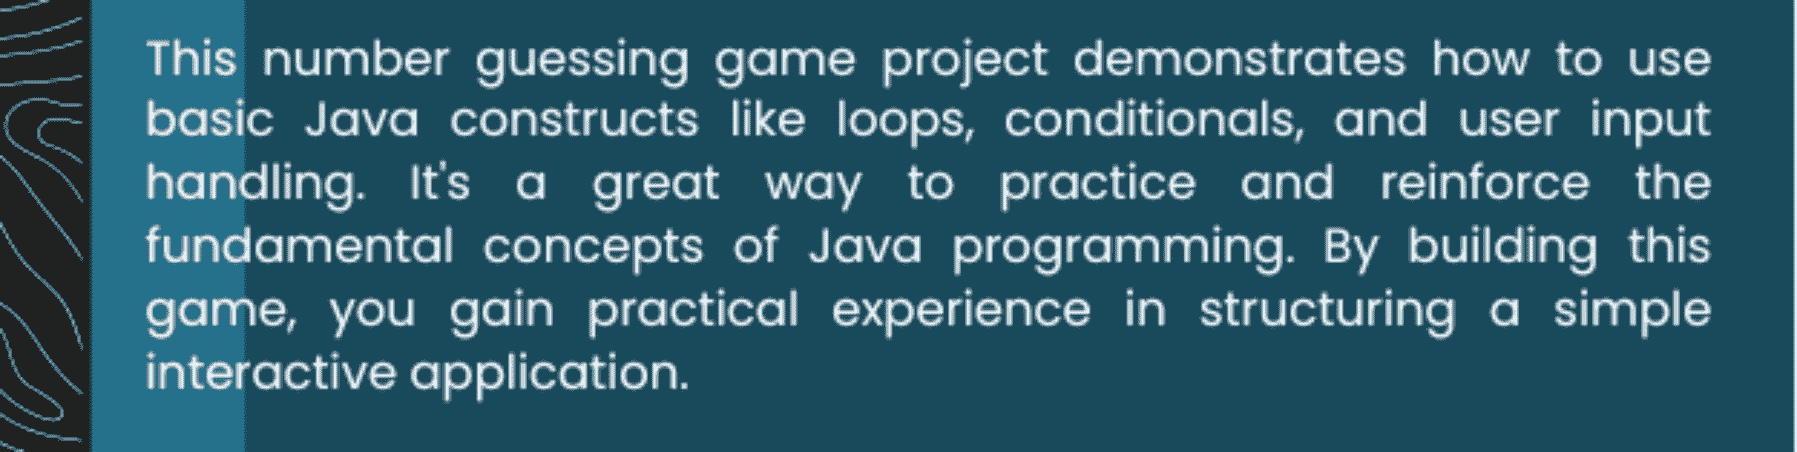 This number guessing game project demonstrates how to use
basic Java constructs like loops, conditionals, and user input
handling. It's a great way to practice and reinforce the
fundamental concepts of Java programming. By building this
game, you gain practical experience in structuring a simple
interactive application.